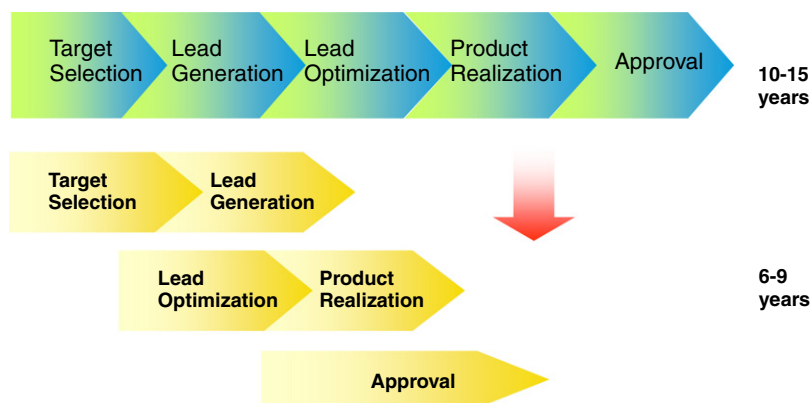 Target
Selection
Lead
Generation
Lead
Optimization
Product
Realization
Approval
10-15
years
Target
Selection
Lead
Generation
Lead
Optimization
Product
Realization
6-9
years
Approval